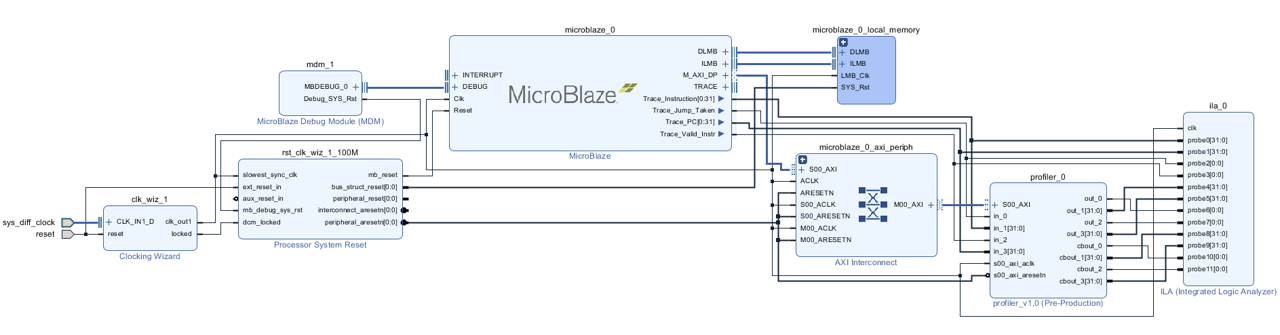 microblaze_0
microblaze_0_local_memory
DLMB
ILMB
M_AXI_DP
TRACE
Trace_Instruction[0:31]
Trace_Jump_Taken
Trace_PC[0:31]
Trace_Valid_Instr
INTERRUPT
DEBUG
Clk
Reset
MicroBlaze
MicroBlaze
DLMB
ILMB
LMB_Clk
SYS_Rst
mdm_1
MBDEBUG_0
Debug_SYS_Rst
MicroBlaze Debug Module (MDM)
rst_clk_wiz_1_100M
slowest_sync_clk
ext_reset_in
aux_reset_in
mb_debug_sys_rst
dcm_locked
mb_reset
bus_struct_reset[0:0]
peripheral_reset[0:0]
interconnect_aresetn[0:0]
peripheral_aresetn[0:0]
Processor System Reset
sys_diff_clock
reset
clk_wiz_1
CLK_IN1_D
reset
clk_out1
locked
Clocking Wizard
microblaze_0_axi_periph
S00_AXI
ACLK
ARESETN
S00_ACLK
S00_ARESETN
M00_ACLK
M00_ARESETN
M00_AXI
AXI Interconnect
profiler_0
S00_AXI
in_0
in_1[31:0]
in_2
in_3[31:0]
s00_axi_aclk
s00_axi_aresetn
out_0
out_1[31:0]
out_2
out_3[31:0]
cbout_0
cbout_1[31:0]
cbout_2
cbout_3[31:0]
profiler_v1.0 (Pre-Production)
ila_0
clk
probe0[31:0]
probe1[31:0]
probe2[0:0]
probe3[0:0]
probe4[31:0]
probe5[31:0]
probe6[0:0]
probe7[0:0]
probe8[31:0]
probe9[31:0]
probe10[0:0]
probe11[0:0]
ILA (Integrated Logic Analyzer)